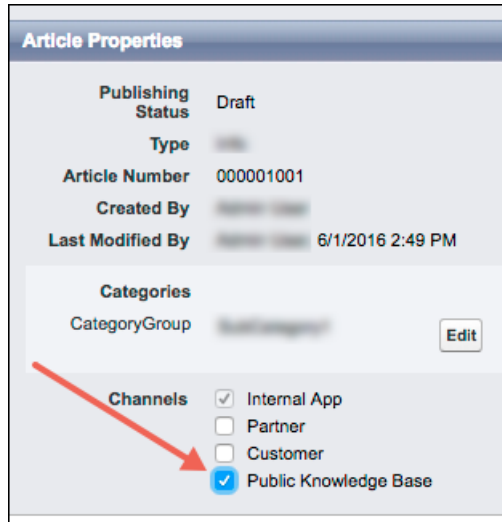 Article Properties
Publishing
Status Draft
Type
Article Number 000001001
Created By
Last Modified By 6/1/2016 2:49 PM
Categories
CategoryGroup Edit
Channels Internal App
Partner
Customer
Public Knowledge Base